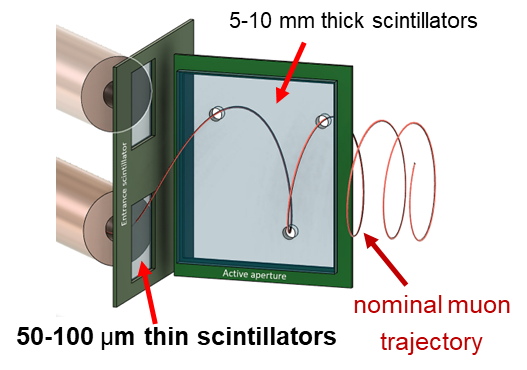 5-10 mm thick scintillators
Entrance scintillator
Active aperture
50-100 μm thin scintillators
nominal muon
trajectory